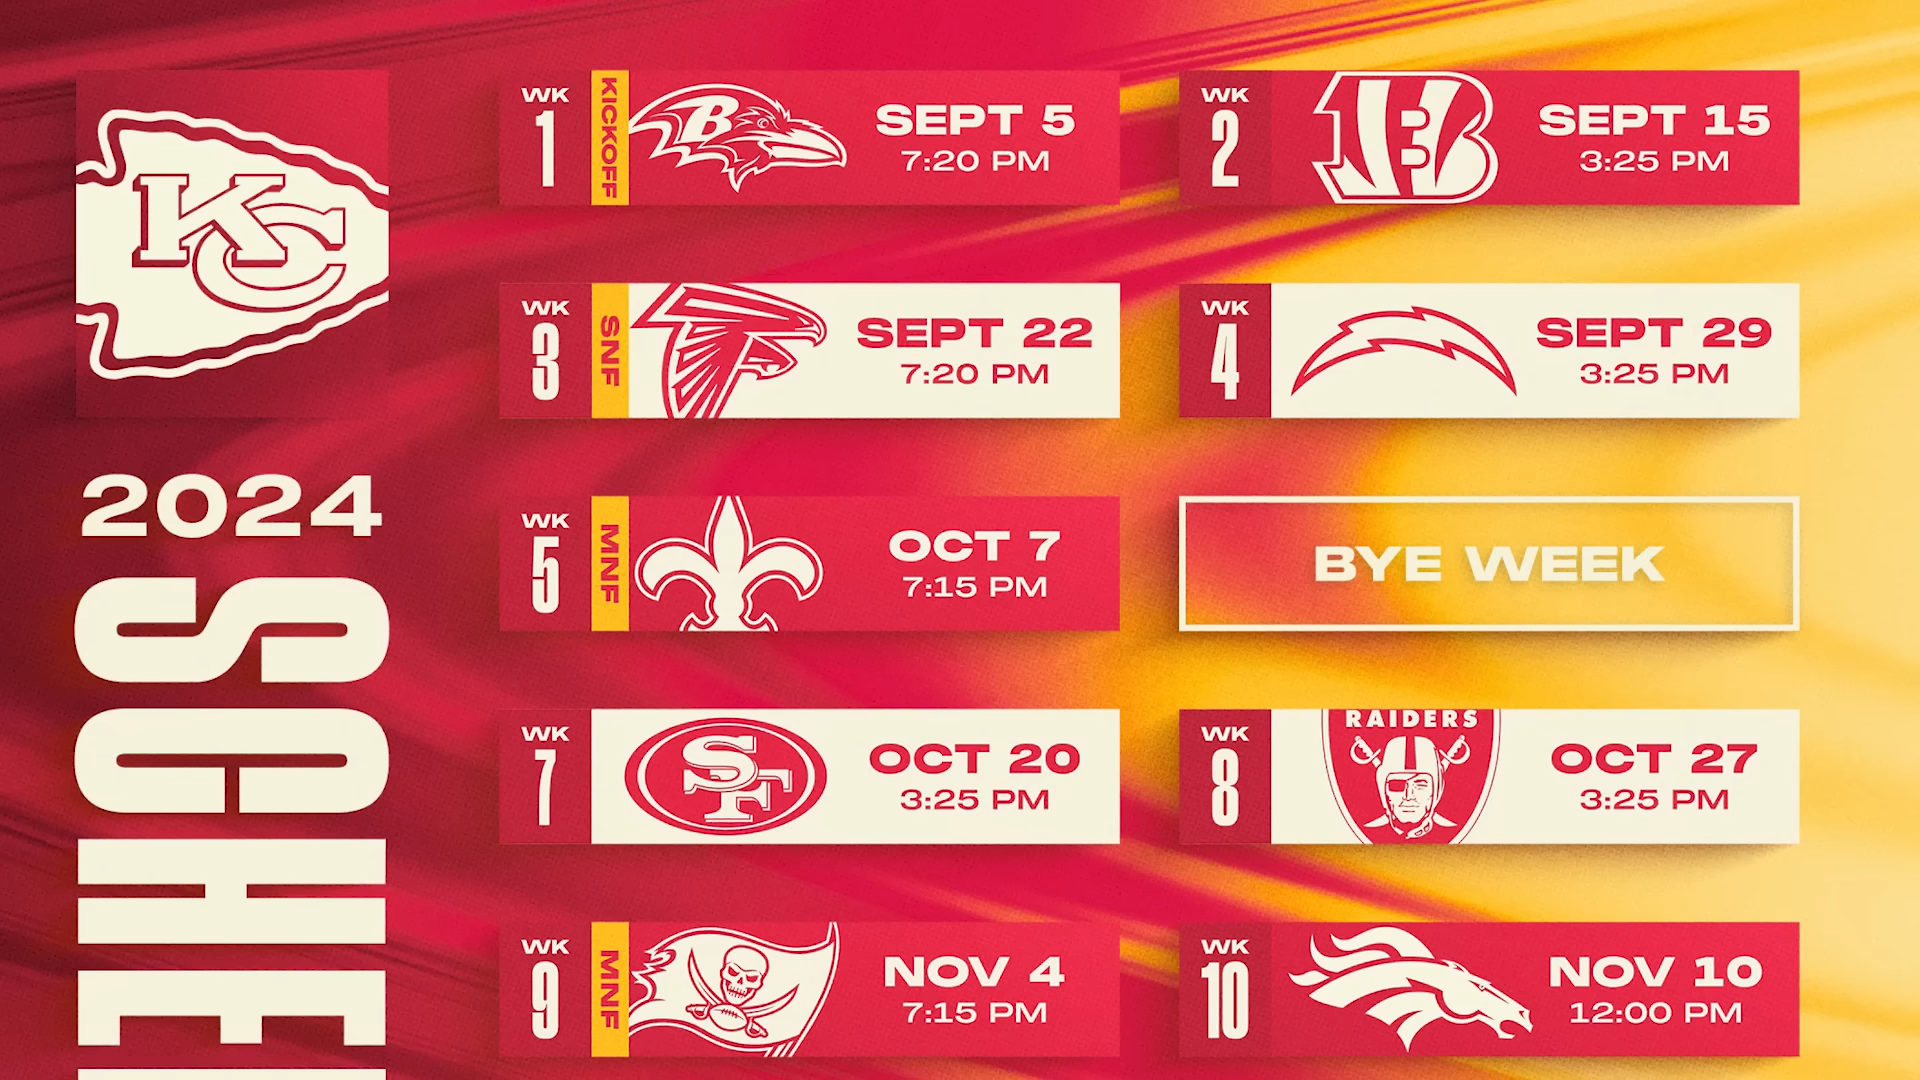 KC
2024
SCHE
WK
1
KICKOFF
B
SEPT 5
7:20 PM
WK
2
B
SEPT 15
3:25 PM
WK
3
SNF
SEPT 22
7:20 PM
WK
4
SEPT 29
3:25 PM
WK
5
MNF
OCT 7
7:15 PM
BYE WEEK
WK
7
SF
OCT 20
3:25 PM
WK
8
RAIDERS
OCT 27
3:25 PM
WK
9
MNF
NOV 4
7:15 PM
WK
10
NOV 10
12:00 PM